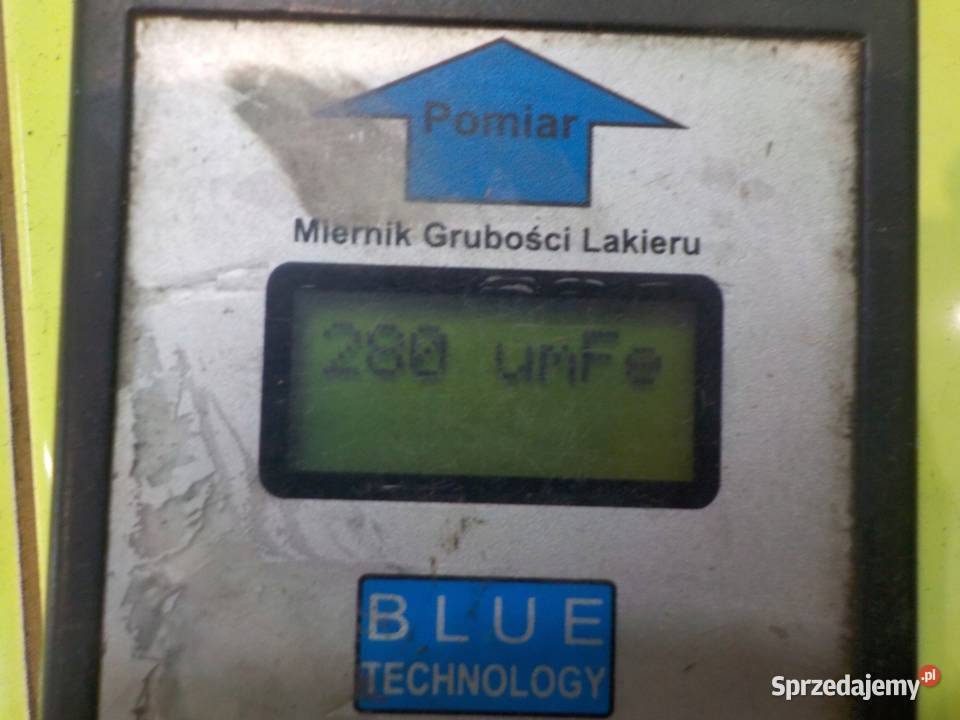 Pomiar
Miernik Grubości Lakieru
280 umFe
BLUE
TECHNOLOGY
Sprzedajemy.pl